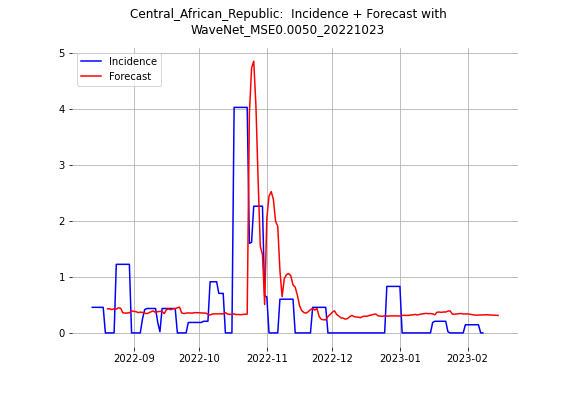 Central_African_Republic:  Incidence + Forecast with
WaveNet_MSE0.0050_20221023
Incidence
Forecast
5
4
3
2
1
0
2022-09 2022-10 2022-11 2022-12 2023-01 2023-02